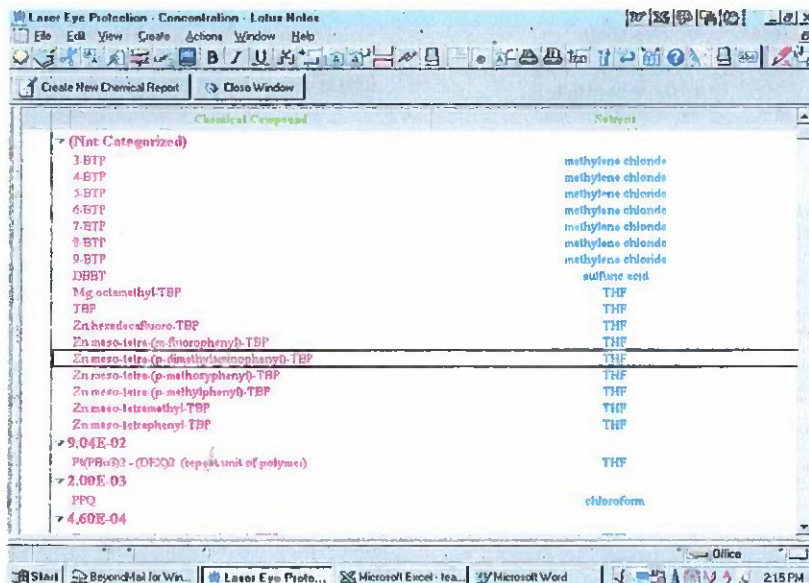 Laser Eye Protection - Concentration - Lotus Notes
File Edit View Create Actions Window Help
Create New Chemical Report Close Window
Chemical Compound Solvent
(Not Categorized)
3-BTP methylene chloride
4-BTP methylene chloride
5-BTP methylene chloride
6-BTP methylene chloride
7-BTP methylene chloride
8-BTP methylene chloride
9-BTP methylene chloride
DBBT sulfuric acid
Mg octamethyl-TBP THF
TBP THF
Zn hexadecafluoro-TBP THF
Zn meso-tetra-(m-fluorophenyl)-TBP THF
Zn meso-tetra-(p-dimethylaminophenyl)-TBP THF
Zn meso-tetra-(p-methoxyphenyl)-TBP THF
Zn meso-tetra-(p-methylphenyl)-TBP THF
Zn meso-tetramethyl-TBP THF
Zn meso-tetraphenyl-TBP THF
9.04E-02
Pt(PBu3)2 - (DEX)2 (repeat unit of polymer) THF
2.00E-03
PPQ chloroform
4.60E-04
Office
Start BeyondMail for Win... Laser Eye Prote... Microsoft Excel - tea... Microsoft Word 2:15 PM